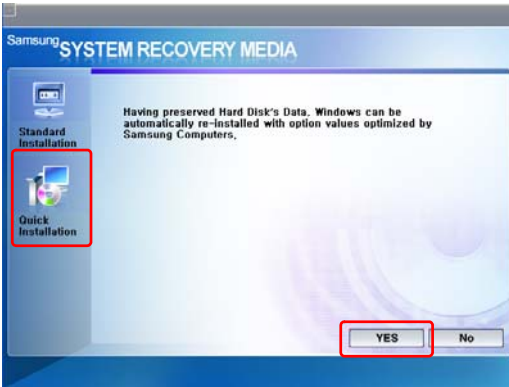 Samsung SYSTEM RECOVERY MEDIA
Standard
Installation
Quick
Installation
Having preserved Hard Disk's Data, Windows can be
automatically re-installed with option values optimized by
Samsung Computers,
YES
No